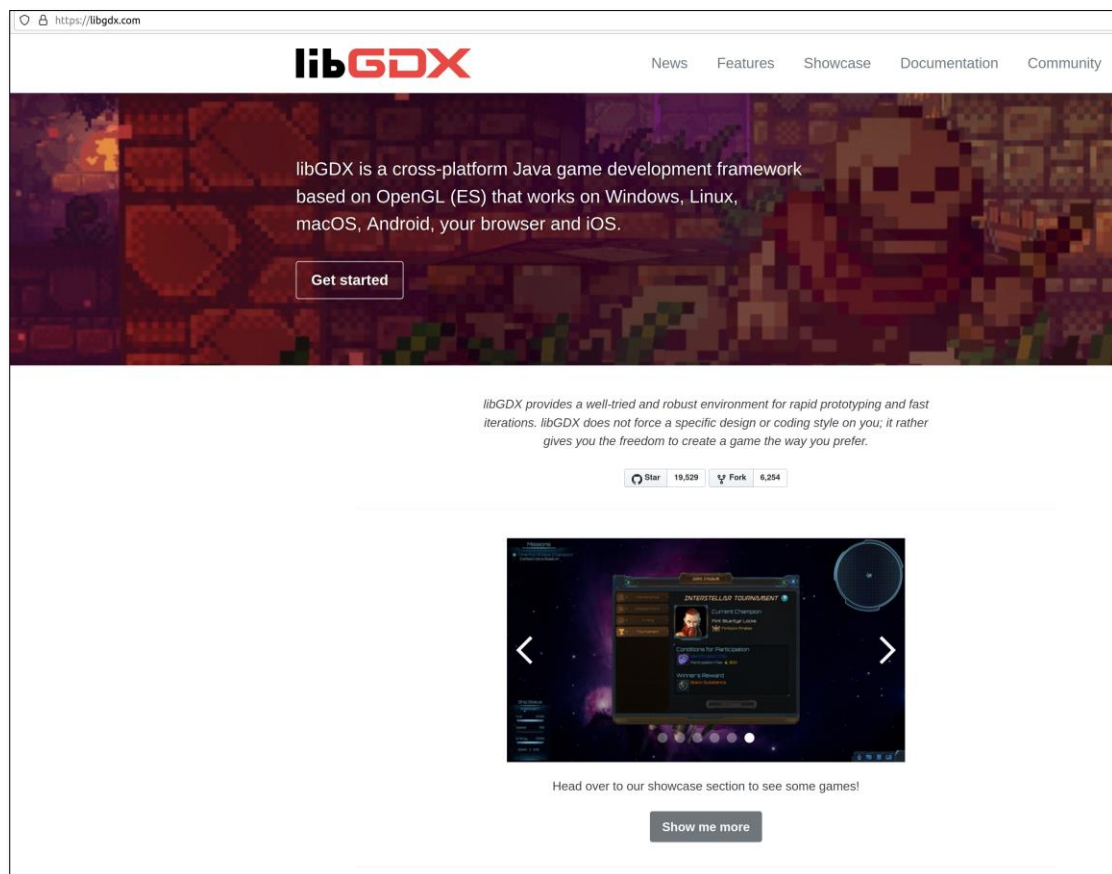 https://libgdx.com
libGDX
News Features Showcase Documentation Community
libGDX is a cross-platform Java game development framework
based on OpenGL (ES) that works on Windows, Linux,
macOS, Android, your browser and iOS.
Get started
libGDX provides a well-tried and robust environment for rapid prototyping and fast
iterations. libGDX does not force a specific design or coding style on you; it rather
gives you the freedom to create a game the way you prefer.
Star 19,529 Fork 6,254
Missions
INTERSTELLAR TOURNAMENT
Current Champion
Conditions for Participation
Winner's Reward
Ship Status
Head over to our showcase section to see some games!
Show me more